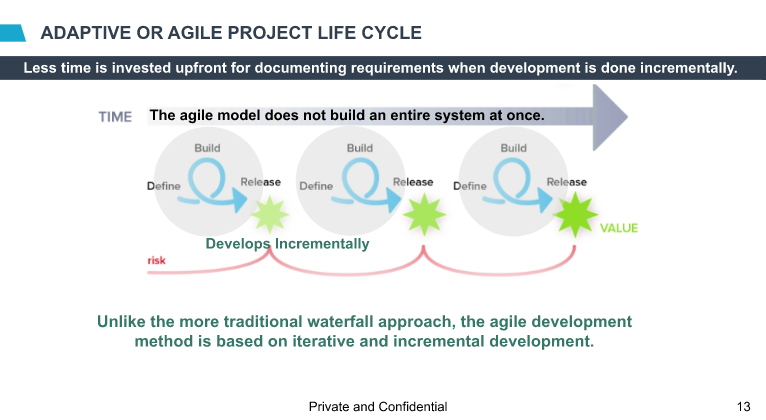 ADAPTIVE OR AGILE PROJECT LIFE CYCLE
Less time is invested upfront for documenting requirements when development is done incrementally.
TIME
The agile model does not build an entire system at once.
Build
Build
Build
Define
Release
Define
Release
Define
Release
VALUE
Develops Incrementally
risk
Unlike the more traditional waterfall approach, the agile development
method is based on iterative and incremental development.
Private and Confidential
13